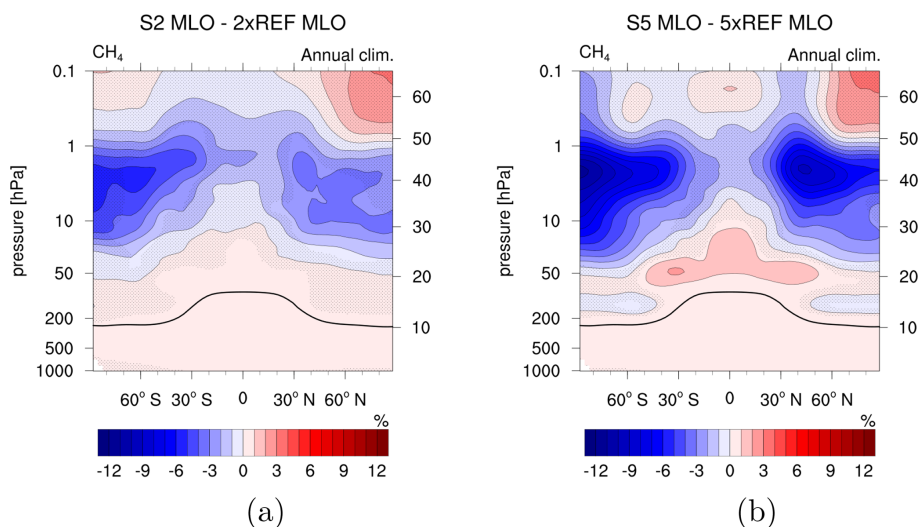 S2 MLO - 2xREF MLO
CH₄ Annual clim.
pressure [hPa]
0.1
1
10
50
200
500
1000
60
50
40
30
20
10
60° S 30° S 0 30° N 60° N
%
-12 -9 -6 -3 0 3 6 9 12
(a)
S5 MLO - 5xREF MLO
CH₄ Annual clim.
pressure [hPa]
0.1
1
10
50
200
500
1000
60
50
40
30
20
10
60° S 30° S 0 30° N 60° N
%
-12 -9 -6 -3 0 3 6 9 12
(b)